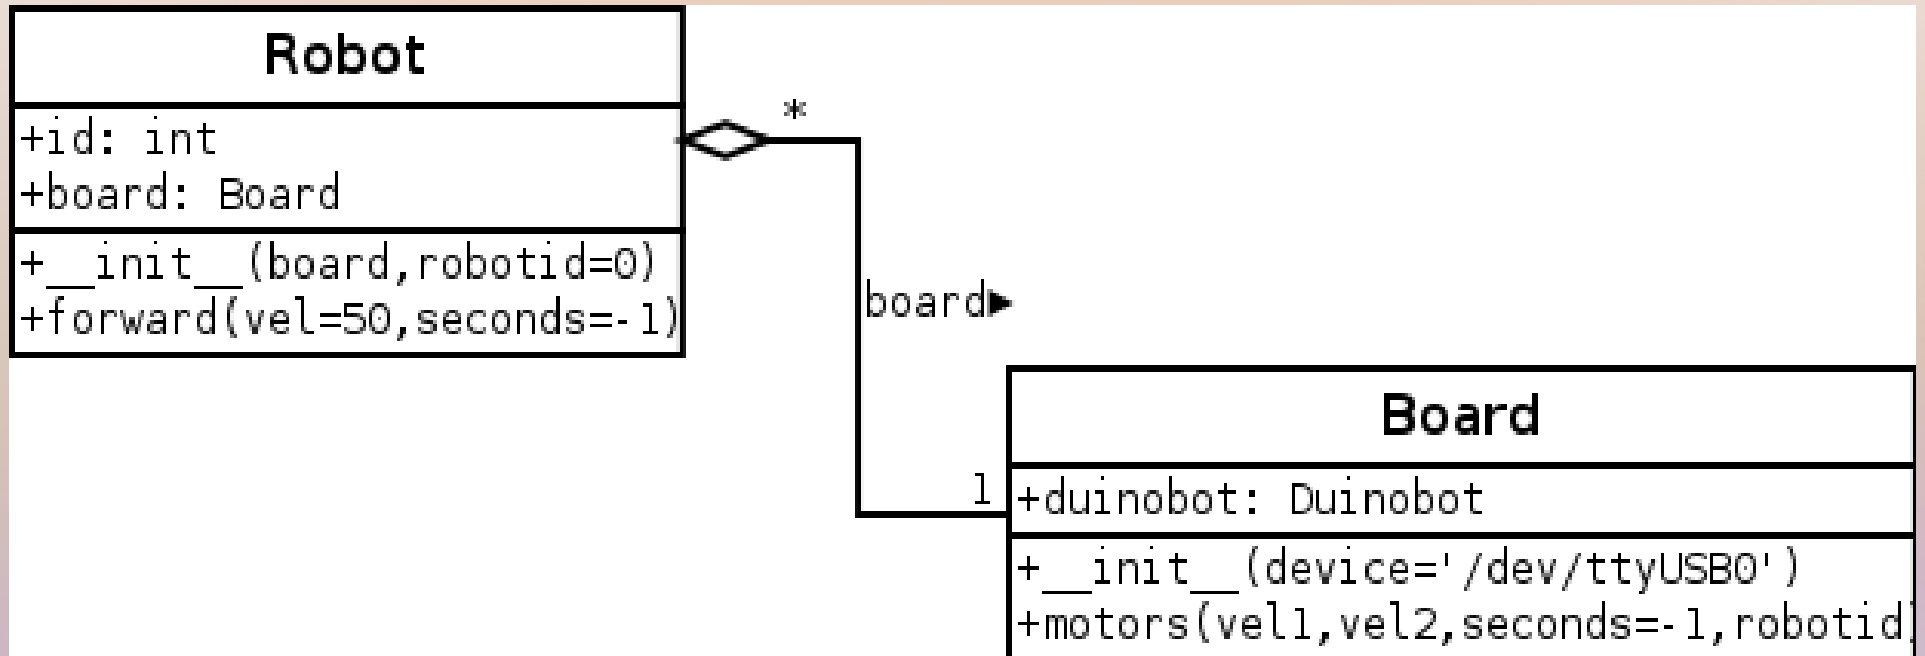 Robot
+id: int
+board: Board
+__init__(board,robotid=0)
+forward(vel=50,seconds=-1)
*
board▶
1
Board
+duinobot: Duinobot
+__init__(device='/dev/ttyUSB0')
+motors(vel1,vel2,seconds=-1,robotid)